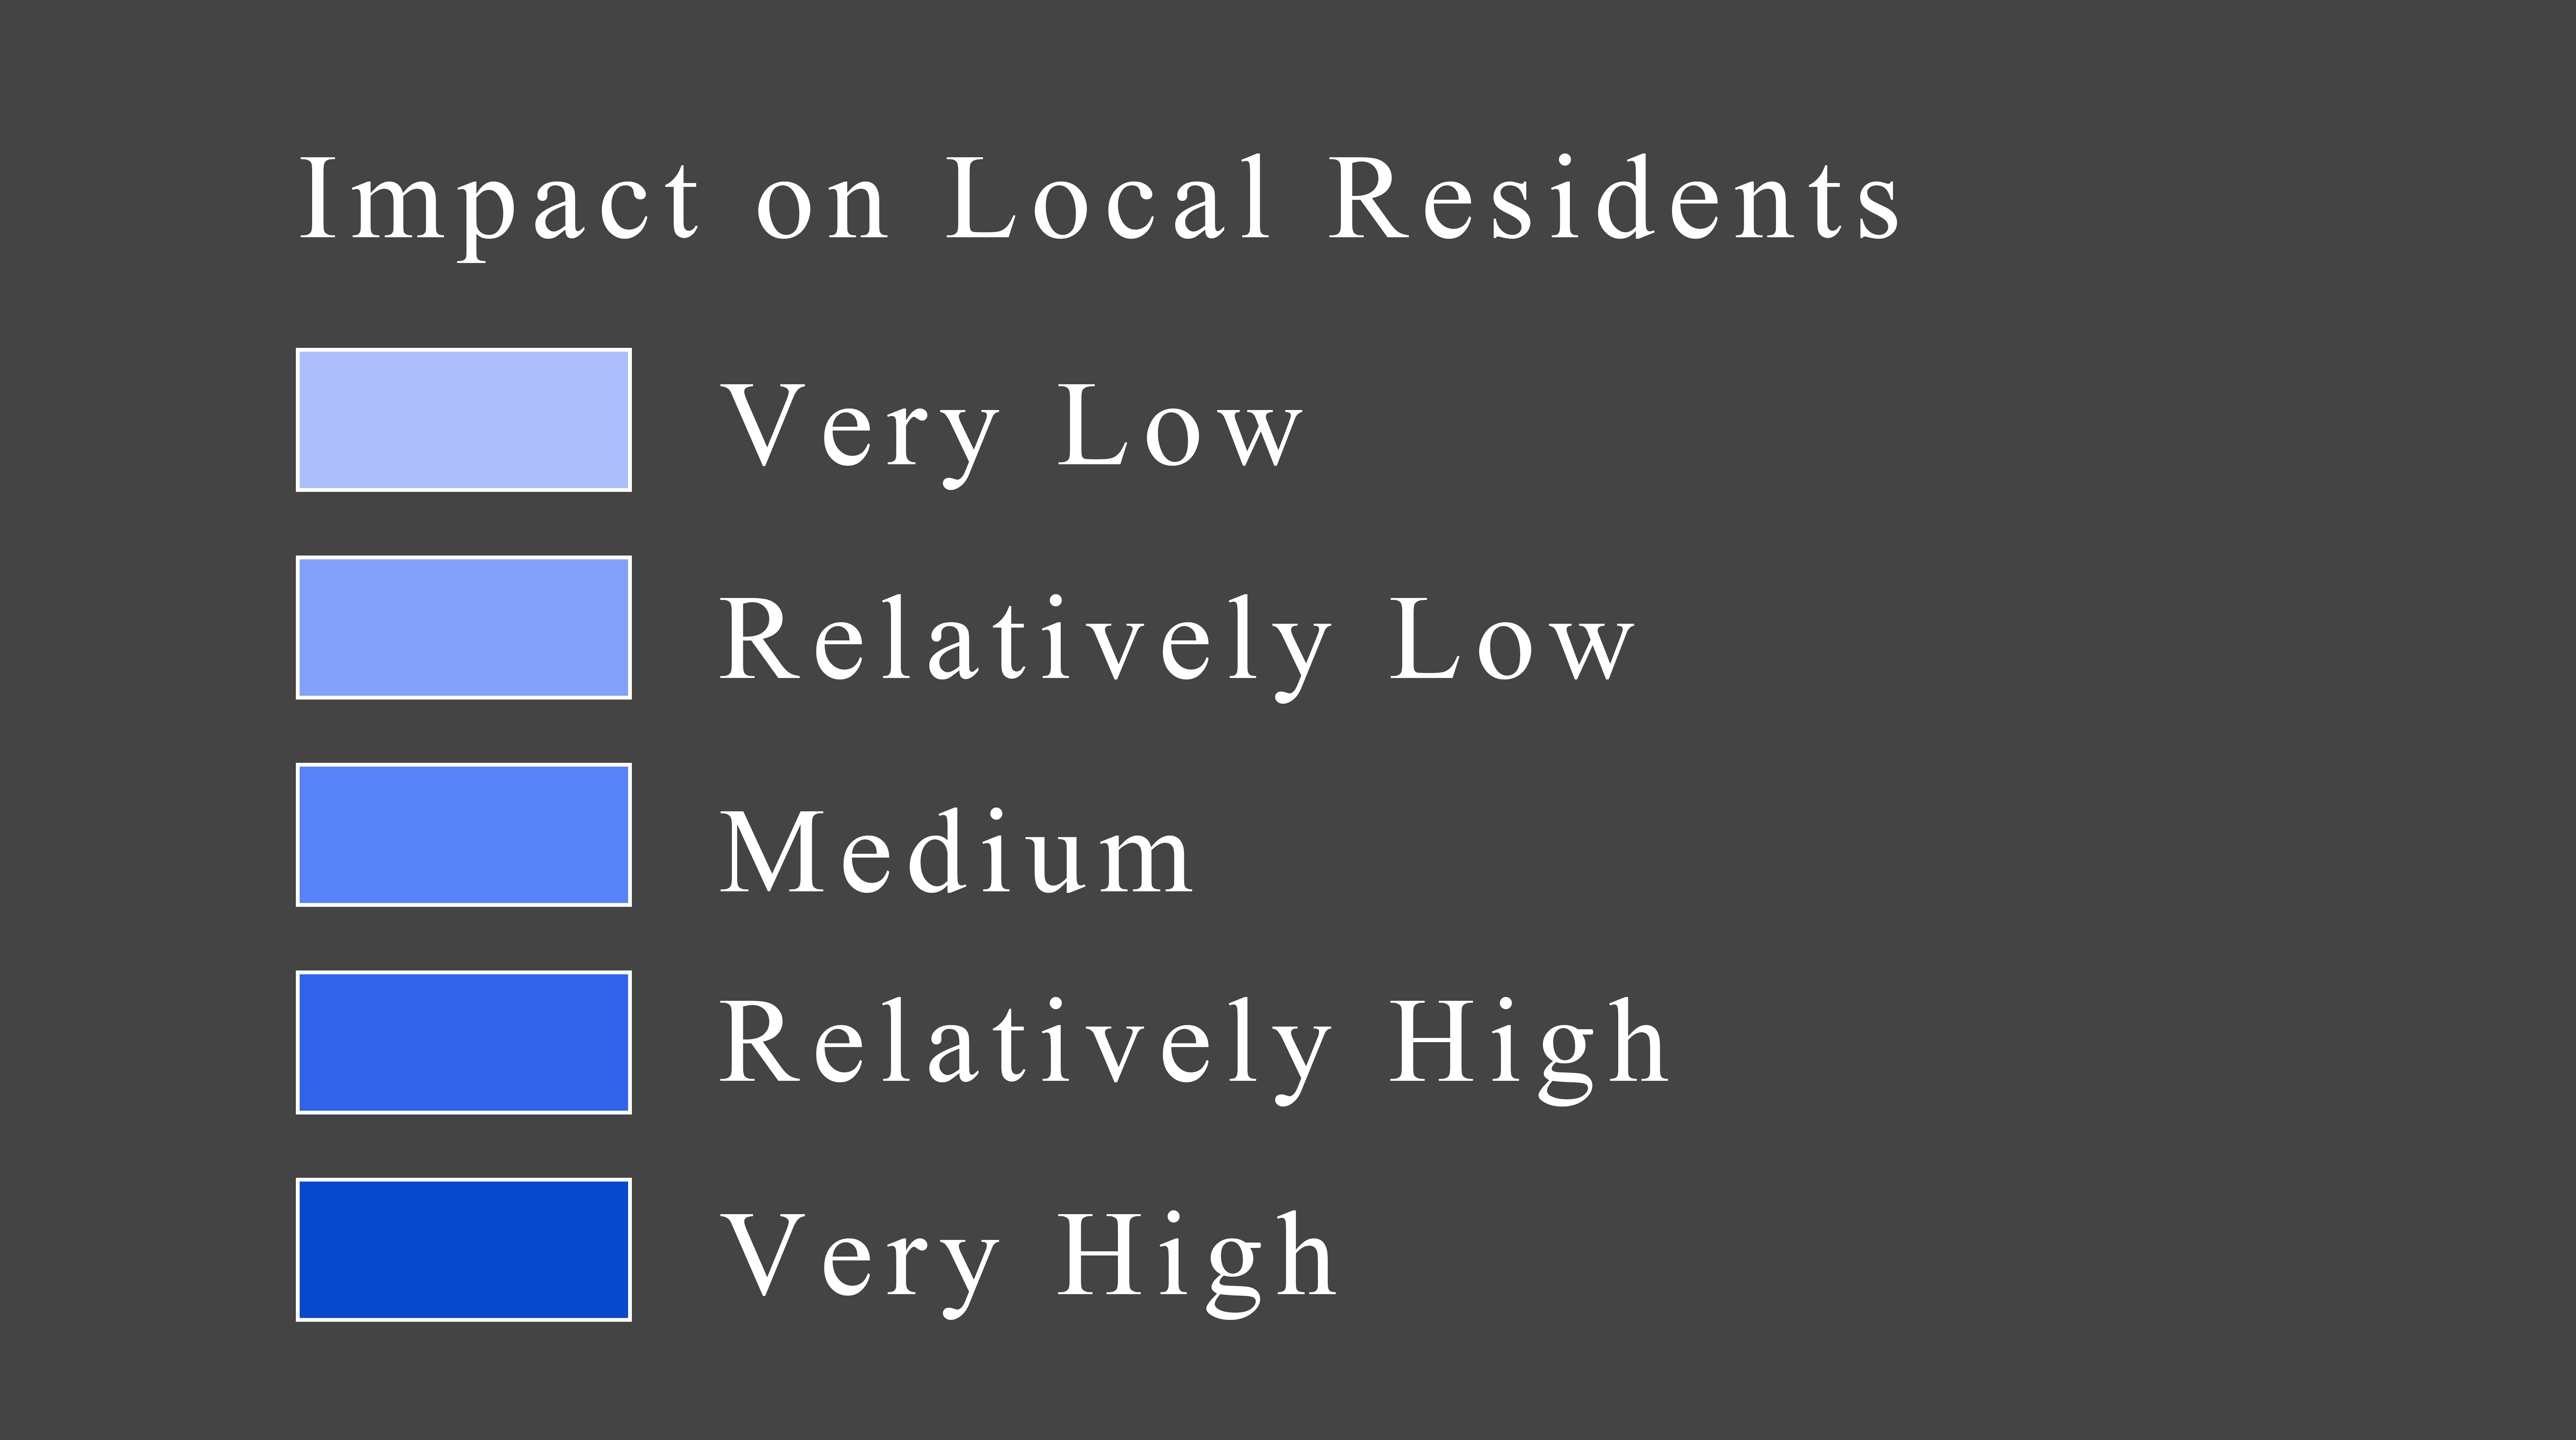 Impact on Local Residents
Very Low
Relatively Low
Medium
Relatively High
Very High